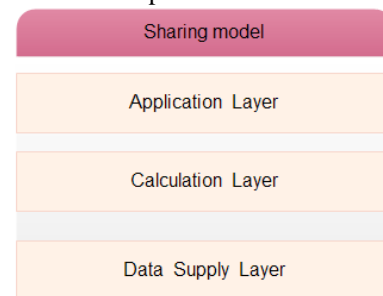 Sharing model
Application Layer
Calculation Layer
Data Supply Layer